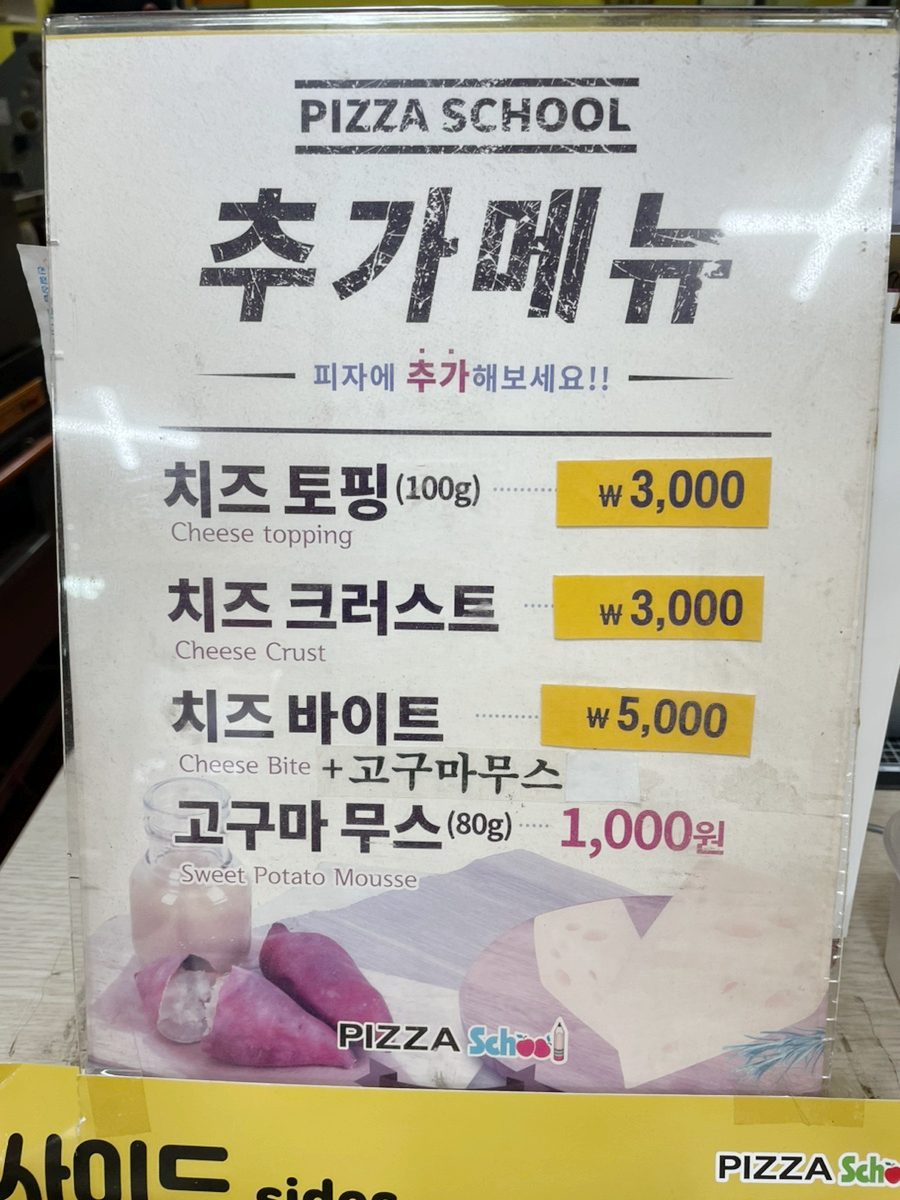 PIZZA SCHOOL
추가메뉴
피자에 추가해보세요!!
치즈 토핑(100g) ₩3,000
Cheese topping
치즈 크러스트 ₩3,000
Cheese Crust
치즈 바이트 ₩5,000
Cheese Bite +고구마무스
고구마 무스(80g) 1,000원
Sweet Potato Mousse
PIZZA School
사이드 sides
PIZZA Scho